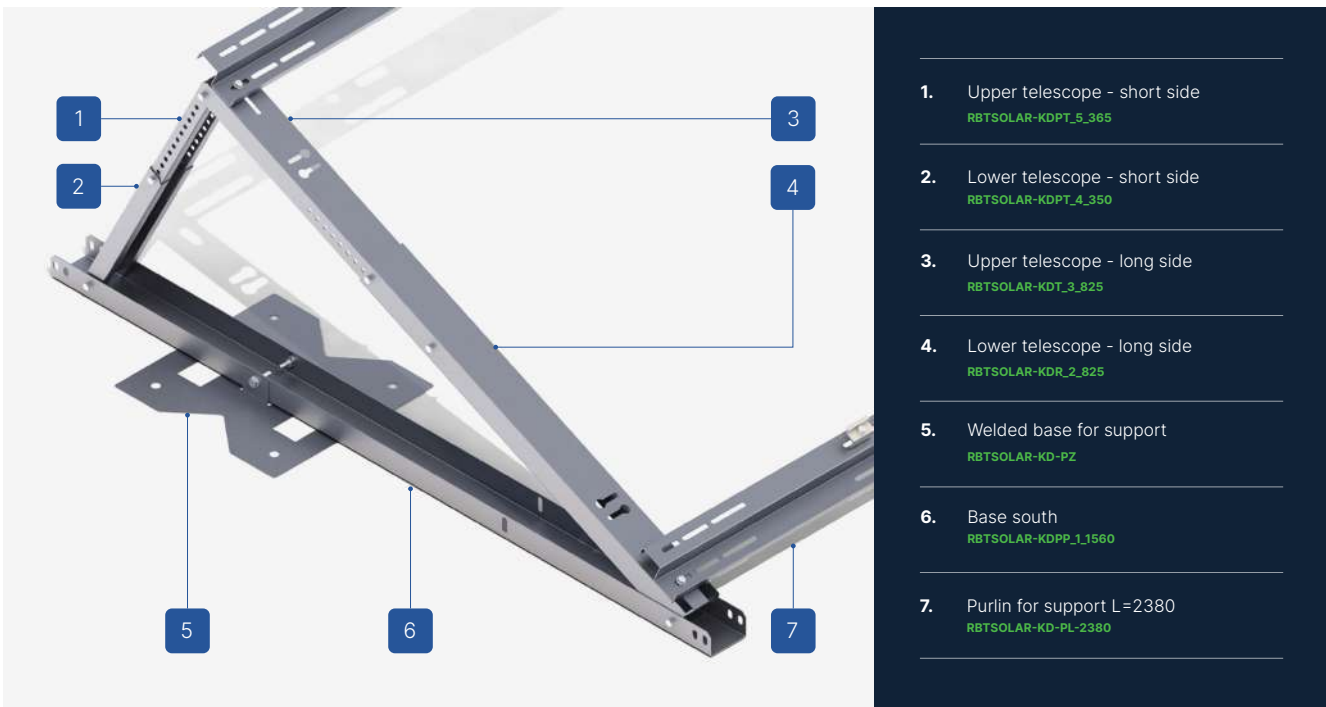 1
2
3
4
5
6
7
1. Upper telescope - short side
RBTSOLAR-KDPT_5_365
2. Lower telescope - short side
RBTSOLAR-KDPT_4_350
3. Upper telescope - long side
RBTSOLAR-KDT_3_825
4. Lower telescope - long side
RBTSOLAR-KDR_2_825
5. Welded base for support
RBTSOLAR-KD-PZ
6. Base south
RBTSOLAR-KDPP_1_1560
7. Purlin for support L=2380
RBTSOLAR-KD-PL-2380